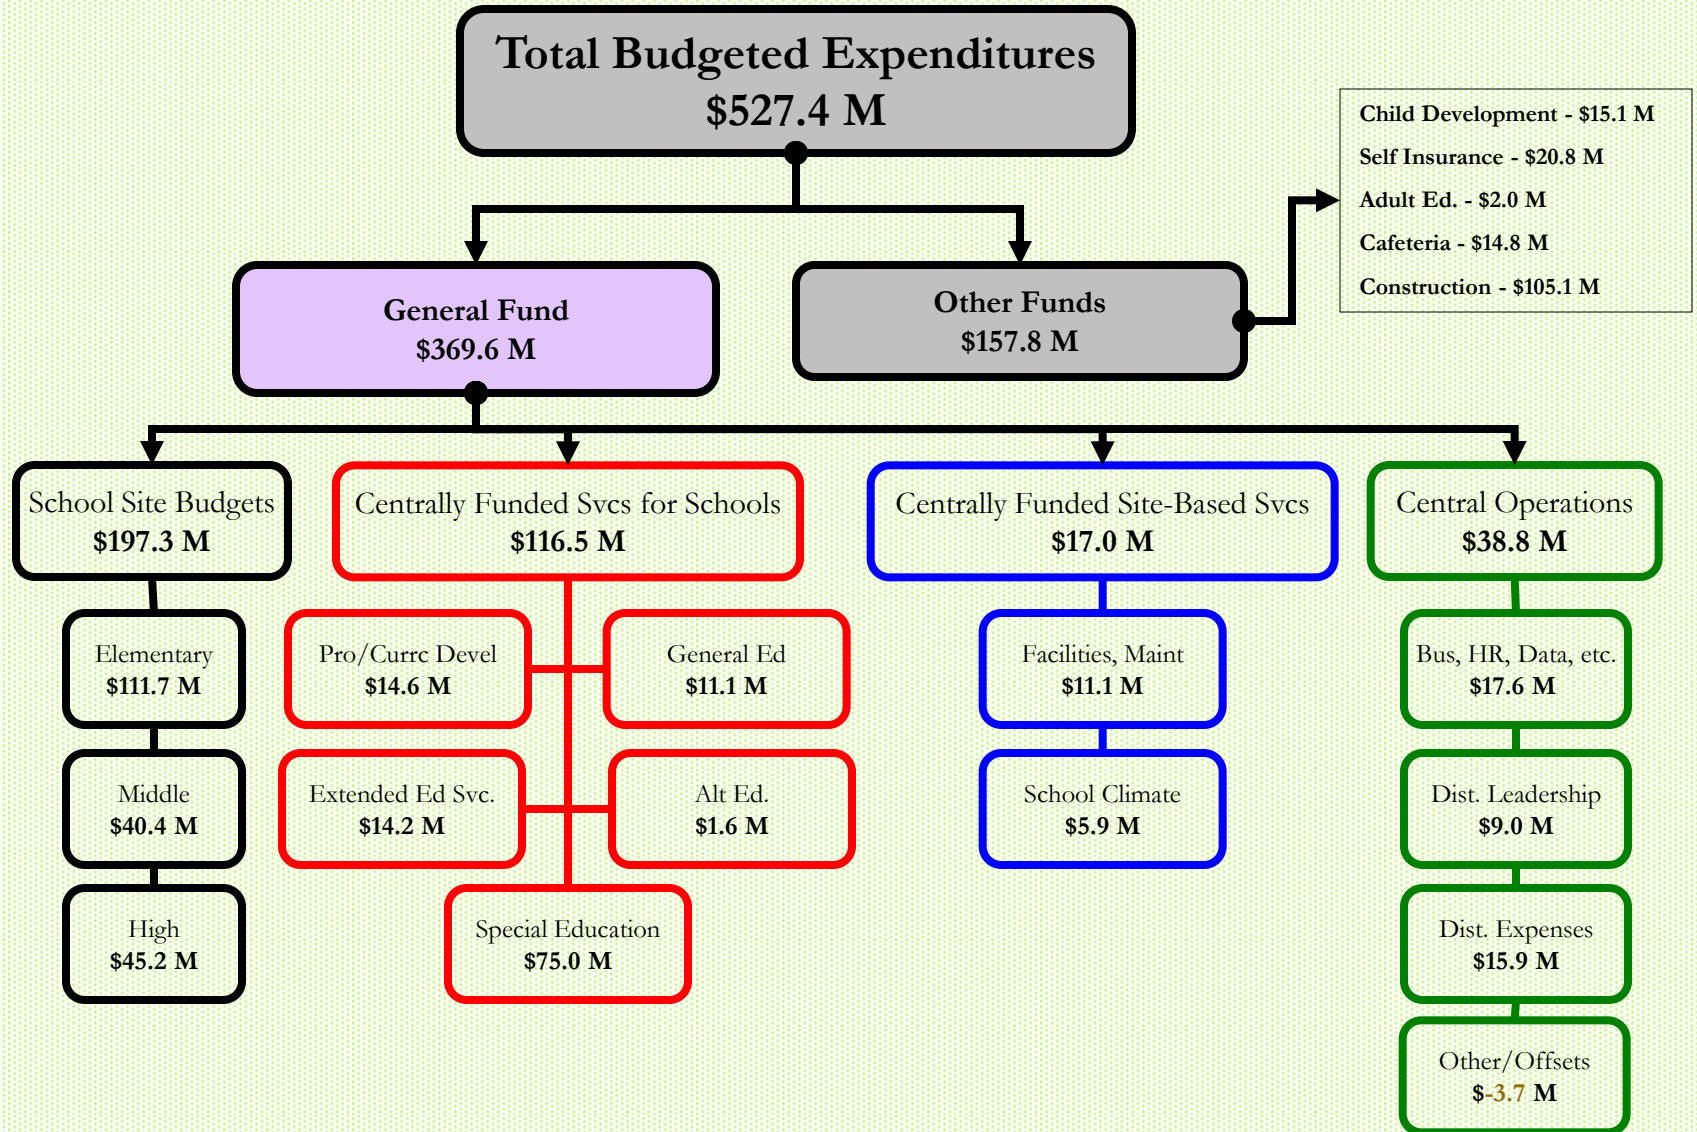 Total Budgeted Expenditures
$527.4 M
Child Development - $15.1 M
Self Insurance - $20.8 M
Adult Ed. - $2.0 M
Cafeteria - $14.8 M
Construction - $105.1 M
General Fund
$369.6 M
Other Funds
$157.8 M
School Site Budgets
$197.3 M
Centrally Funded Svcs for Schools
$116.5 M
Centrally Funded Site-Based Svcs
$17.0 M
Central Operations
$38.8 M
Elementary
$111.7 M
Middle
$40.4 M
High
$45.2 M
Pro/Currc Devel
$14.6 M
General Ed
$11.1 M
Extended Ed Svc.
$14.2 M
Alt Ed.
$1.6 M
Special Education
$75.0 M
Facilities, Maint
$11.1 M
School Climate
$5.9 M
Bus, HR, Data, etc.
$17.6 M
Dist. Leadership
$9.0 M
Dist. Expenses
$15.9 M
Other/Offsets
$-3.7 M